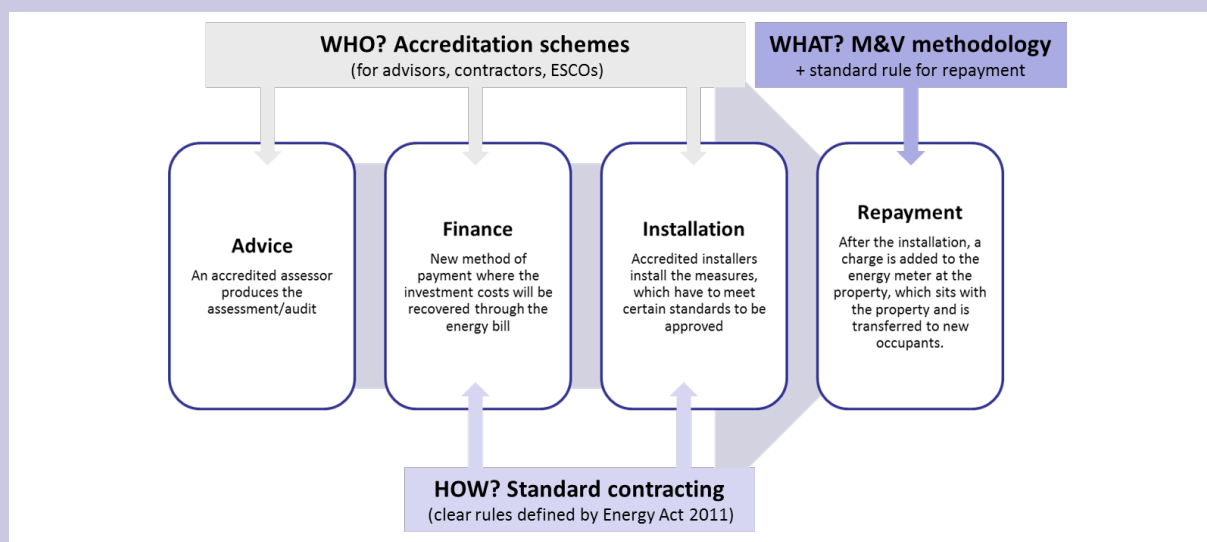 WHO? Accreditation schemes
(for advisors, contractors, ESCOs)
WHAT? M&V methodology
+ standard rule for repayment
Advice
An accredited assessor
produces the
assessment/audit
Finance
New method of
payment where the
investment costs will be
recovered through the
energy bill
Installation
Accredited installers
install the measures,
which have to meet
certain standards to be
approved
Repayment
After the installation, a
charge is added to the
energy meter at the
property, which sits with
the property and is
transferred to new
occupants.
HOW? Standard contracting
(clear rules defined by Energy Act 2011)